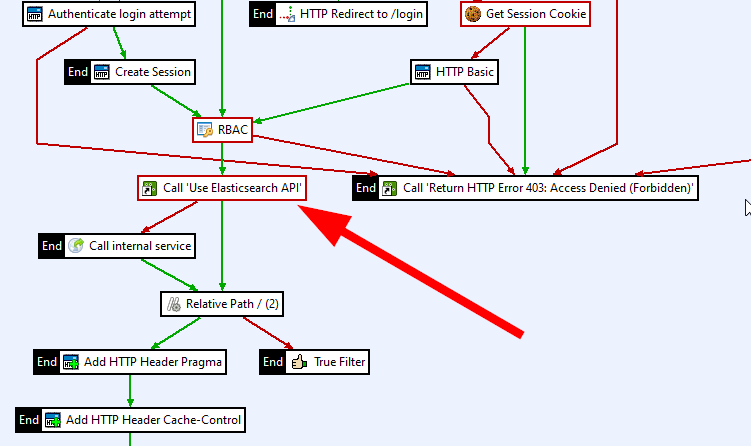 Authenticate login attempt
End HTTP Redirect to /login
Get Session Cookie
End Create Session
HTTP Basic
RBAC
Call 'Use Elasticsearch API'
End Call 'Return HTTP Error 403: Access Denied (Forbidden)'
End Call internal service
Relative Path / (2)
End Add HTTP Header Pragma
End True Filter
End Add HTTP Header Cache-Control